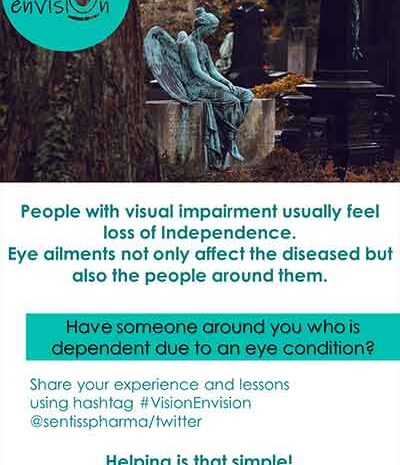 envision
People with visual impairment usually feel
loss of Independence.
Eye ailments not only affect the diseased but
also the people around them.
Have someone around you who is
dependent due to an eye condition?
Share your experience and lessons
using hashtag #VisionEnvision
@sentisspharma/twitter
Helping is that simple!